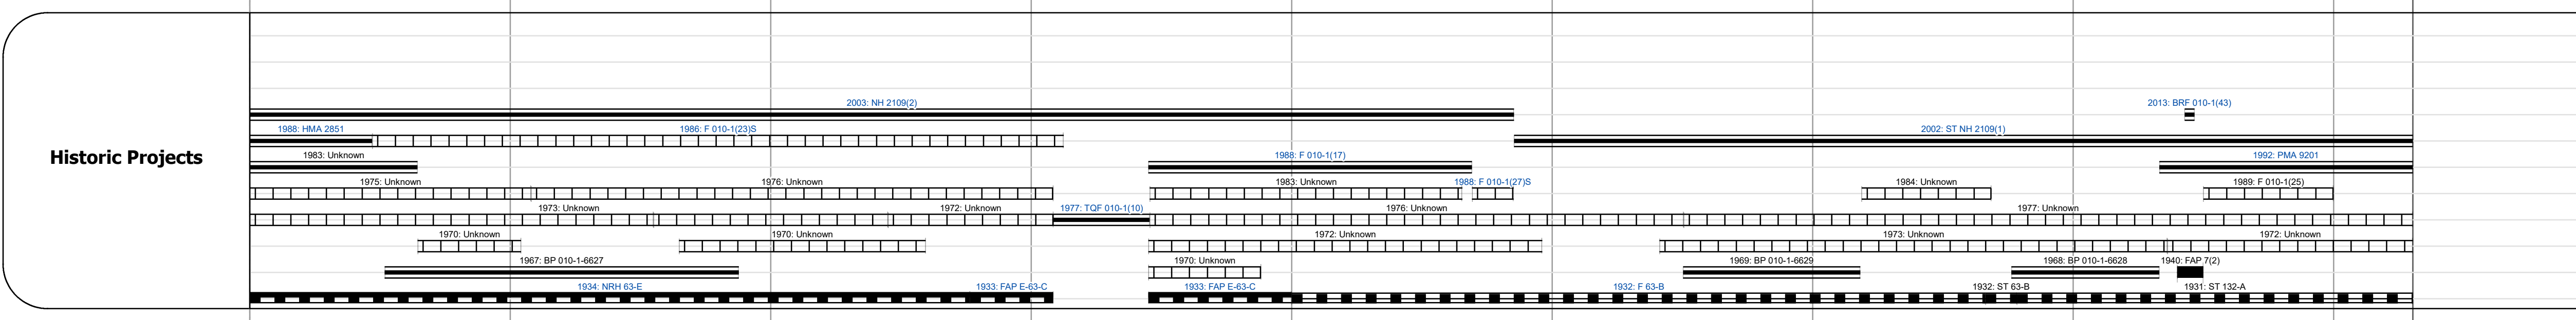 2003: NH 2109(2)
2013: BRF 010-1(43)
1988: HMA 2851
1986: F 010-1(23)S
2002: ST NH 2109(1)
Historic Projects
1983: Unknown
1988: F 010-1(17)
1992: PMA 9201
1975: Unknown
1976: Unknown
1983: Unknown
1988: F 010-1(27)S
1984: Unknown
1989: F 010-1(25)
1973: Unknown
1972: Unknown
1977: TQF 010-1(10)
1976: Unknown
1977: Unknown
1970: Unknown
1970: Unknown
1972: Unknown
1973: Unknown
1972: Unknown
1967: BP 010-1-6627
1970: Unknown
1969: BP 010-1-6629
1968: BP 010-1-6628
1940: FAP 7(2)
1934: NRH 63-E
1933: FAP E-63-C
1933: FAP E-63-C
1932: F 63-B
1932: ST 63-B
1931: ST 132-A